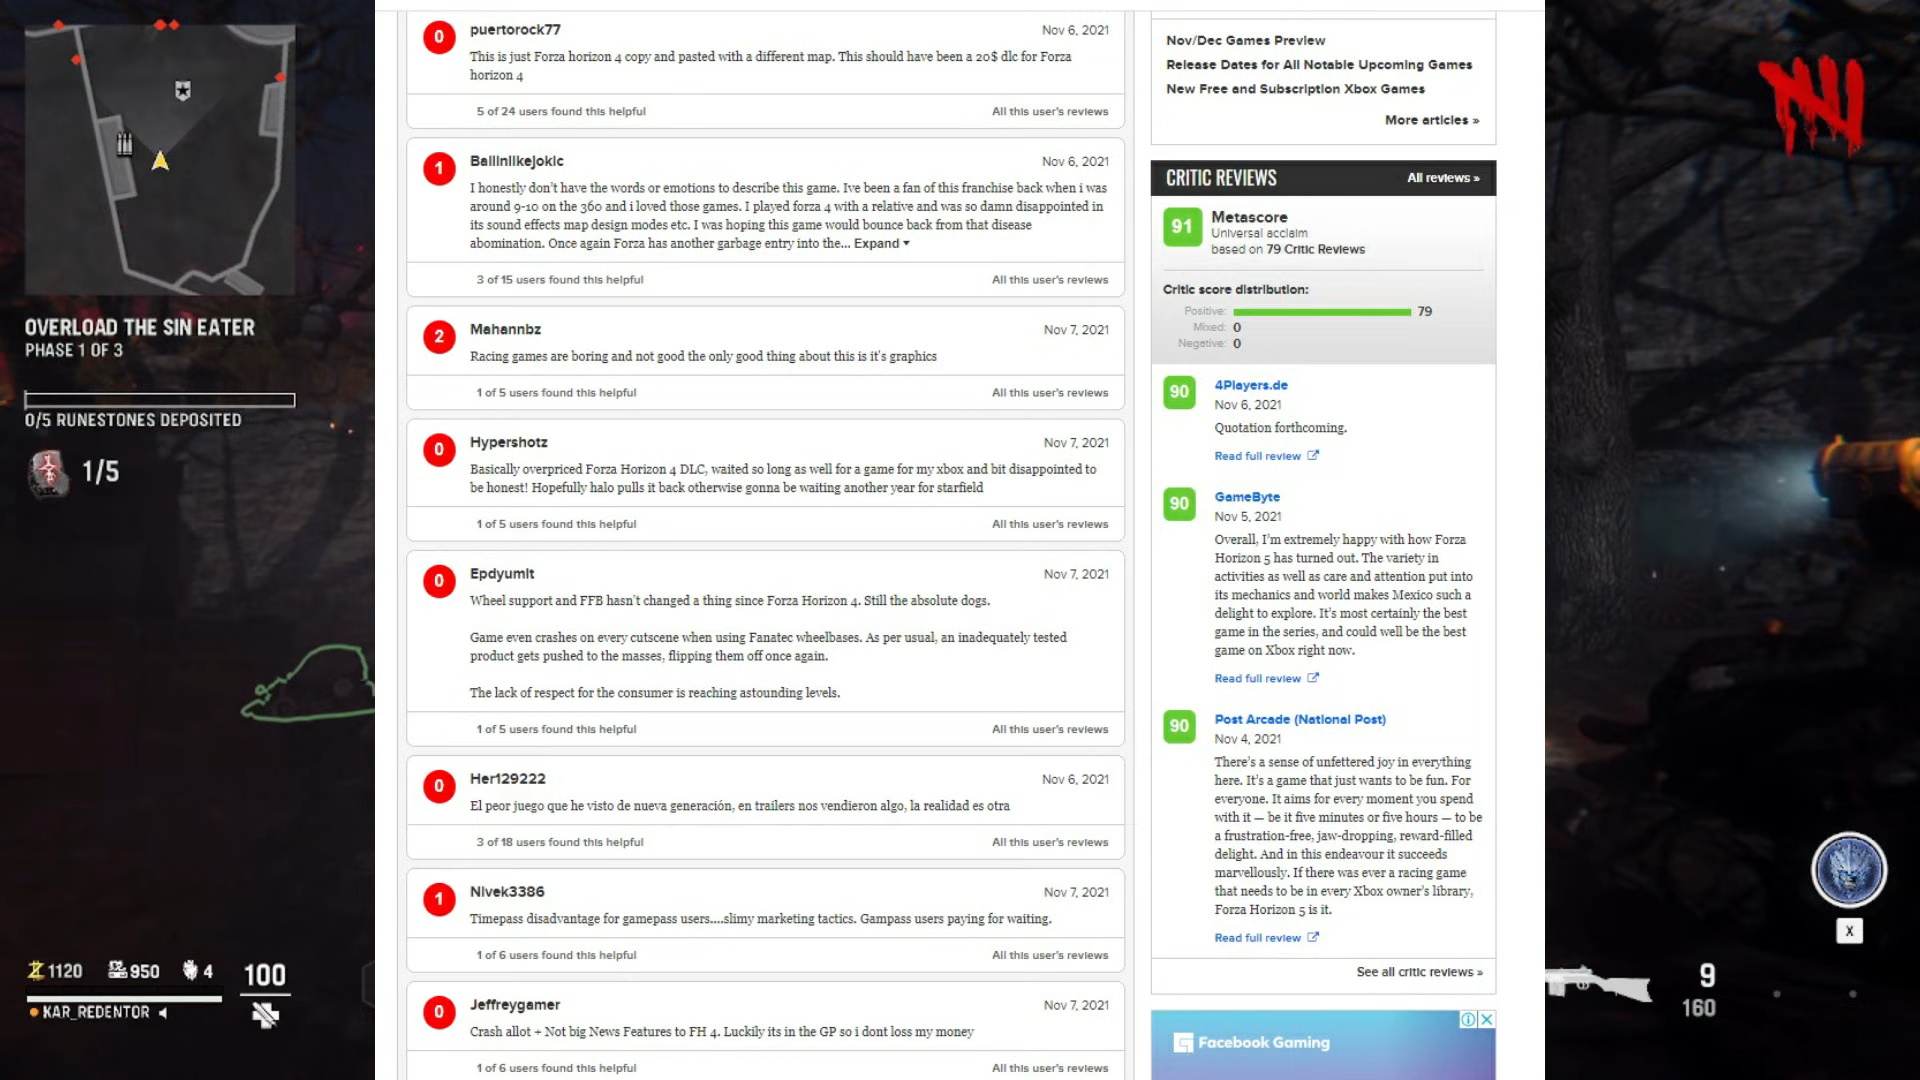 OVERLOAD THE SIN EATER
PHASE 1 OF 3
0/5 RUNESTONES DEPOSITED
1/5
1120
950
4
100
KAR_REDENTOR
0
puertorock77
Nov 6, 2021
This is just Forza horizon 4 copy and pasted with a different map. This should have been a 20$ dlc for Forza
horizon 4
5 of 24 users found this helpful
All this user's reviews
1
Ballinlikejokic
Nov 6, 2021
I honestly don't have the words or emotions to describe this game. Ive been a fan of this franchise back when i was
around 9-10 on the 360 and i loved those games. I played forza 4 with a relative and was so damn disappointed in
its sound effects map design modes etc. I was hoping this game would bounce back from that disease
abomination. Once again Forza has another garbage entry into the... Expand
3 of 15 users found this helpful
All this user's reviews
2
Mahannbz
Nov 7, 2021
Racing games are boring and not good the only good thing about this is it's graphics
1 of 5 users found this helpful
All this user's reviews
0
Hypershotz
Nov 7, 2021
Basically overpriced Forza Horizon 4 DLC, waited so long as well for a game for my xbox and bit disappointed to
be honest! Hopefully halo pulls it back otherwise gonna be waiting another year for starfield
1 of 5 users found this helpful
All this user's reviews
0
Epdyumit
Nov 7, 2021
Wheel support and FFB hasn't changed a thing since Forza Horizon 4. Still the absolute dogs.
Game even crashes on every cutscene when using Fanatec wheelbases. As per usual, an inadequately tested
product gets pushed to the masses, flipping them off once again.
The lack of respect for the consumer is reaching astounding levels.
1 of 5 users found this helpful
All this user's reviews
0
Her129222
Nov 6, 2021
El peor juego que he visto de nueva generación, en trailers nos vendieron algo, la realidad es otra
3 of 18 users found this helpful
All this user's reviews
1
Nivek3386
Nov 7, 2021
Timepass disadvantage for gamepass users....slimy marketing tactics. Gampass users paying for waiting.
1 of 6 users found this helpful
All this user's reviews
0
Jeffreygamer
Nov 7, 2021
Crash allot + Not big News Features to FH 4. Luckily its in the GP so i dont loss my money
1 of 6 users found this helpful
All this user's reviews
Nov/Dec Games Preview
Release Dates for All Notable Upcoming Games
New Free and Subscription Xbox Games
More articles »
CRITIC REVIEWS
All reviews »
91
Metascore
Universal acclaim
based on 79 Critic Reviews
Critic score distribution:
Positive: 79
Mixed: 0
Negative: 0
90
4Players.de
Nov 6, 2021
Quotation forthcoming.
Read full review
90
GameByte
Nov 5, 2021
Overall, I'm extremely happy with how Forza
Horizon 5 has turned out. The variety in
activities as well as care and attention put into
its mechanics and world makes Mexico such a
delight to explore. It's most certainly the best
game in the series, and could well be the best
game on Xbox right now.
Read full review
90
Post Arcade (National Post)
Nov 4, 2021
There's a sense of unfettered joy in everything
here. It's a game that just wants to be fun. For
everyone. It aims for every moment you spend
with it — be it five minutes or five hours — to be
a frustration-free, jaw-dropping, reward-filled
delight. And in this endeavour it succeeds
marvellously. If there was ever a racing game
that needs to be in every Xbox owner's library,
Forza Horizon 5 is it.
Read full review
See all critic reviews »
Facebook Gaming
X
9
160